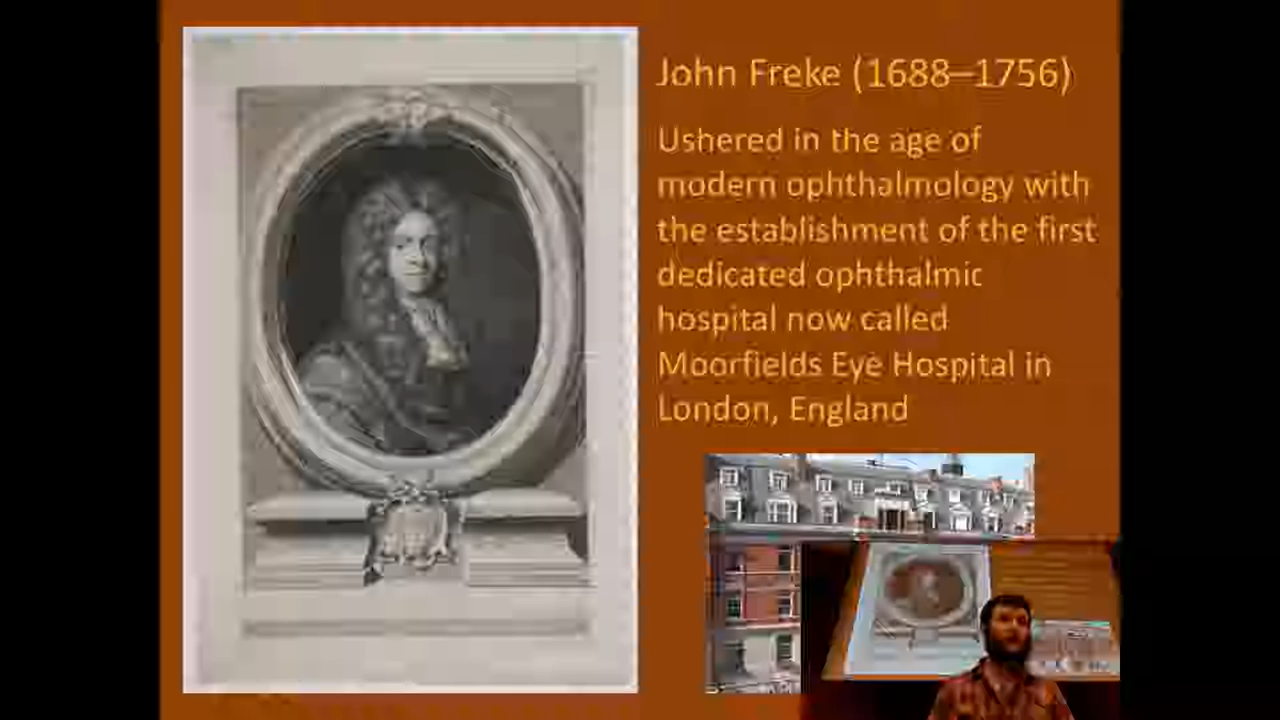 John Freke (1688–1756)
Ushered in the age of
modern ophthalmology with
the establishment of the first
dedicated ophthalmic
hospital now called
Moorfields Eye Hospital in
London, England